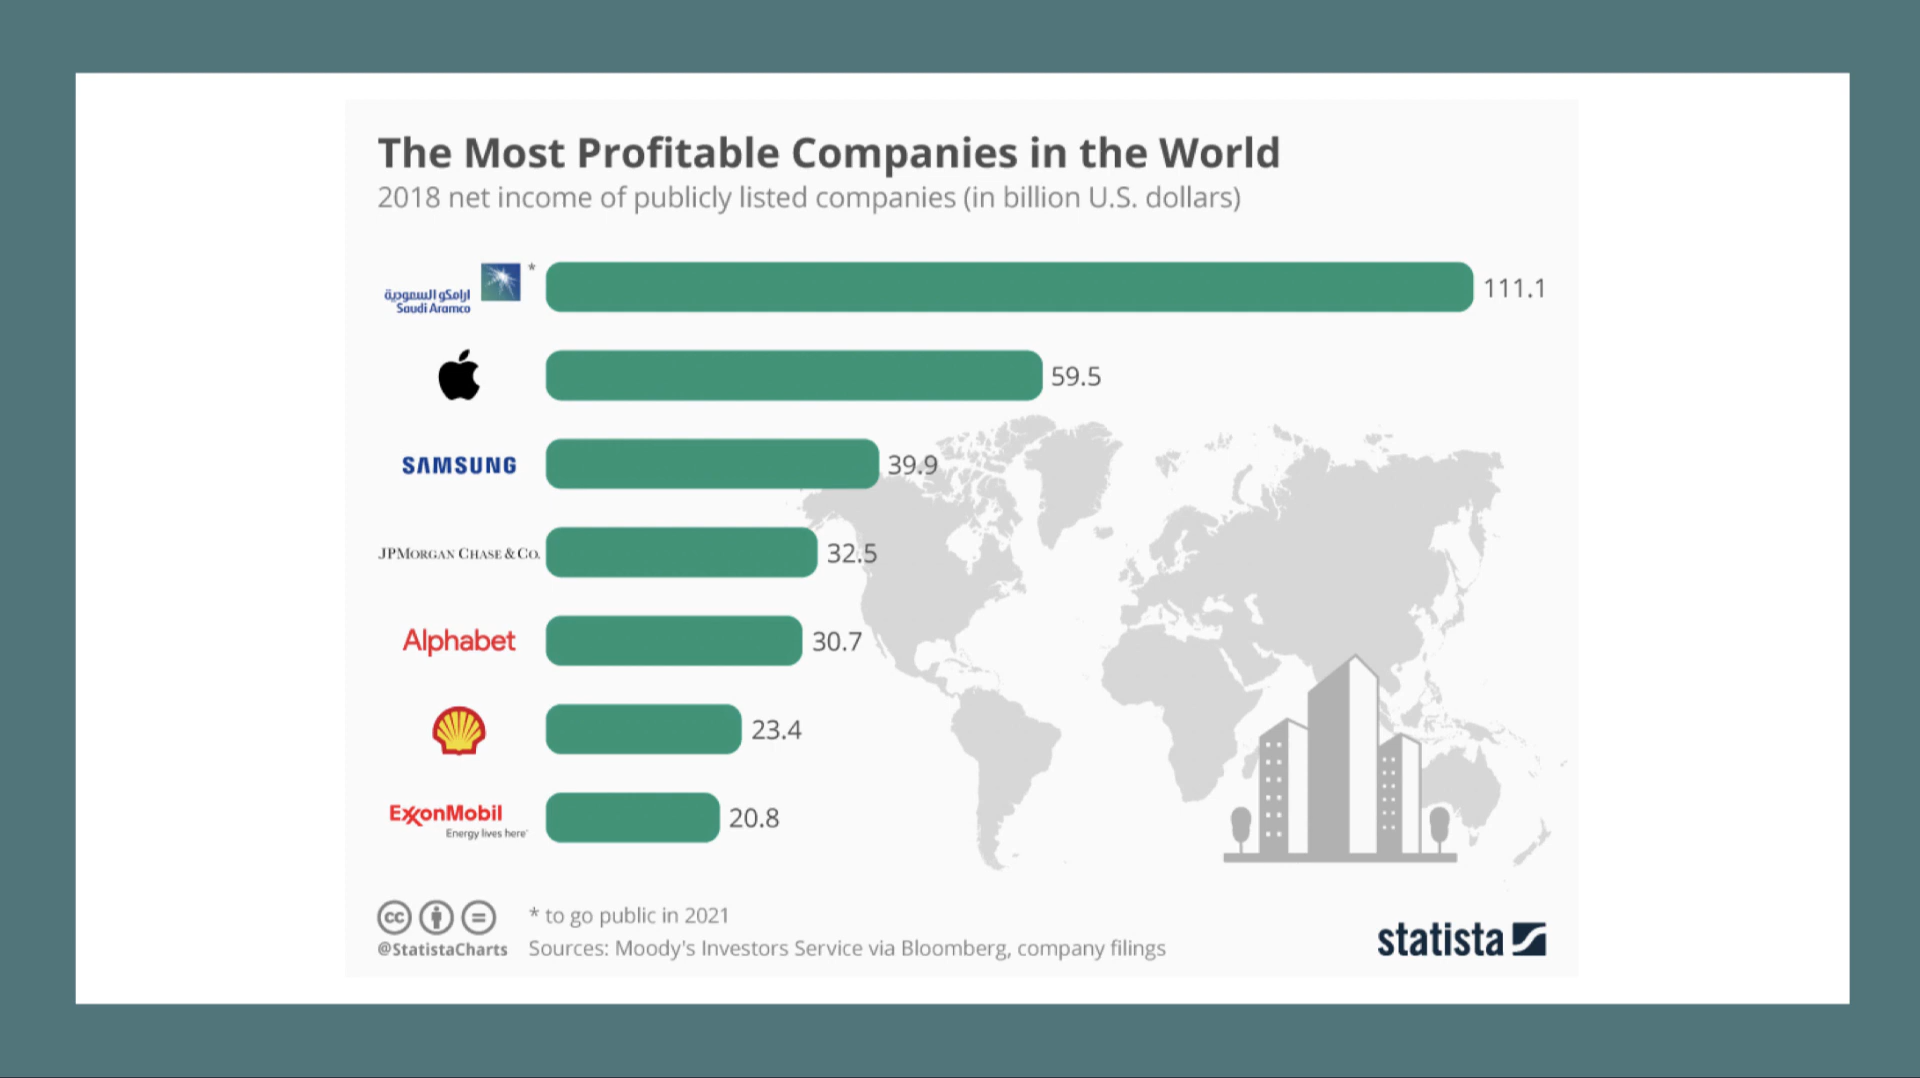 The Most Profitable Companies in the World
2018 net income of publicly listed companies (in billion U.S. dollars)
أرامكو السعودية
Saudi Aramco
*
111.1
59.5
SAMSUNG
39.9
JPMORGAN CHASE & CO.
32.5
Alphabet
30.7
23.4
ExxonMobil
Energy lives here
20.8
cc
* to go public in 2021
@StatistaCharts
Sources: Moody's Investors Service via Bloomberg, company filings
statista